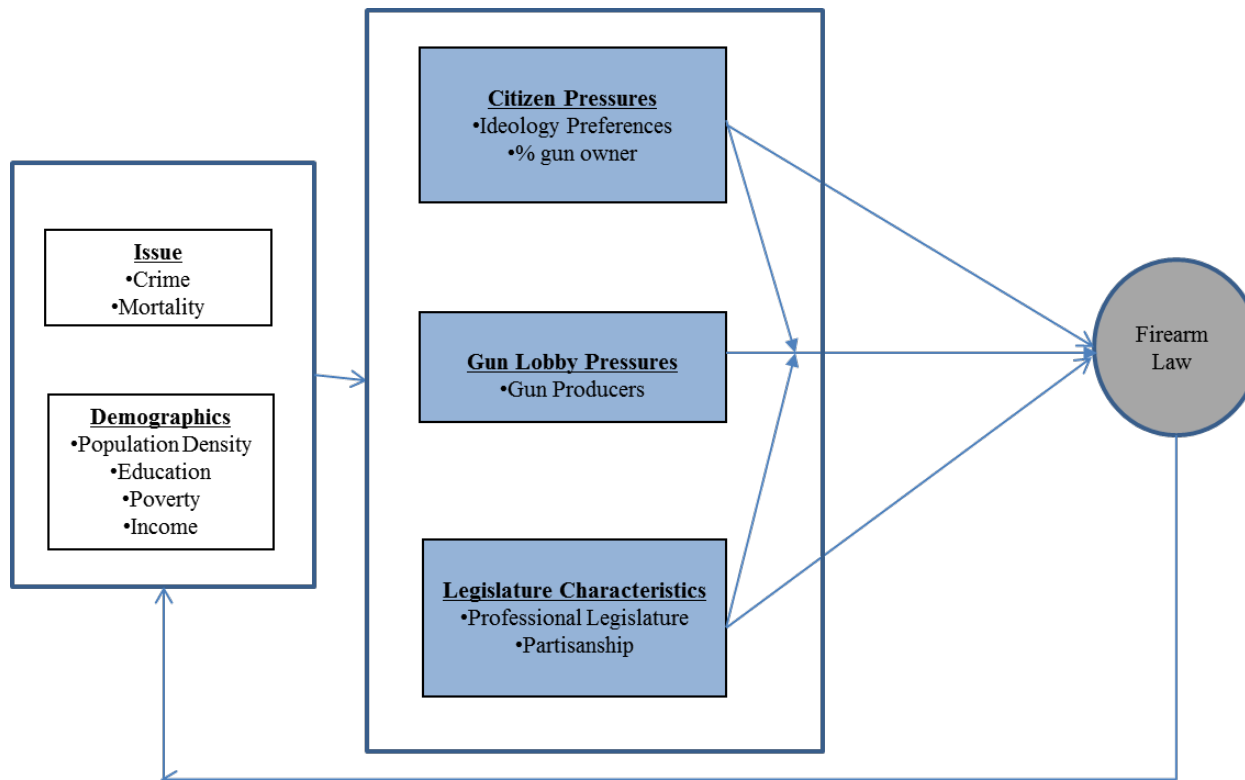 Citizen Pressures
•Ideology Preferences
•% gun owner
Issue
•Crime
•Mortality
Gun Lobby Pressures
•Gun Producers
Firearm
Law
Demographics
•Population Density
•Education
•Poverty
•Income
Legislature Characteristics
•Professional Legislature
•Partisanship